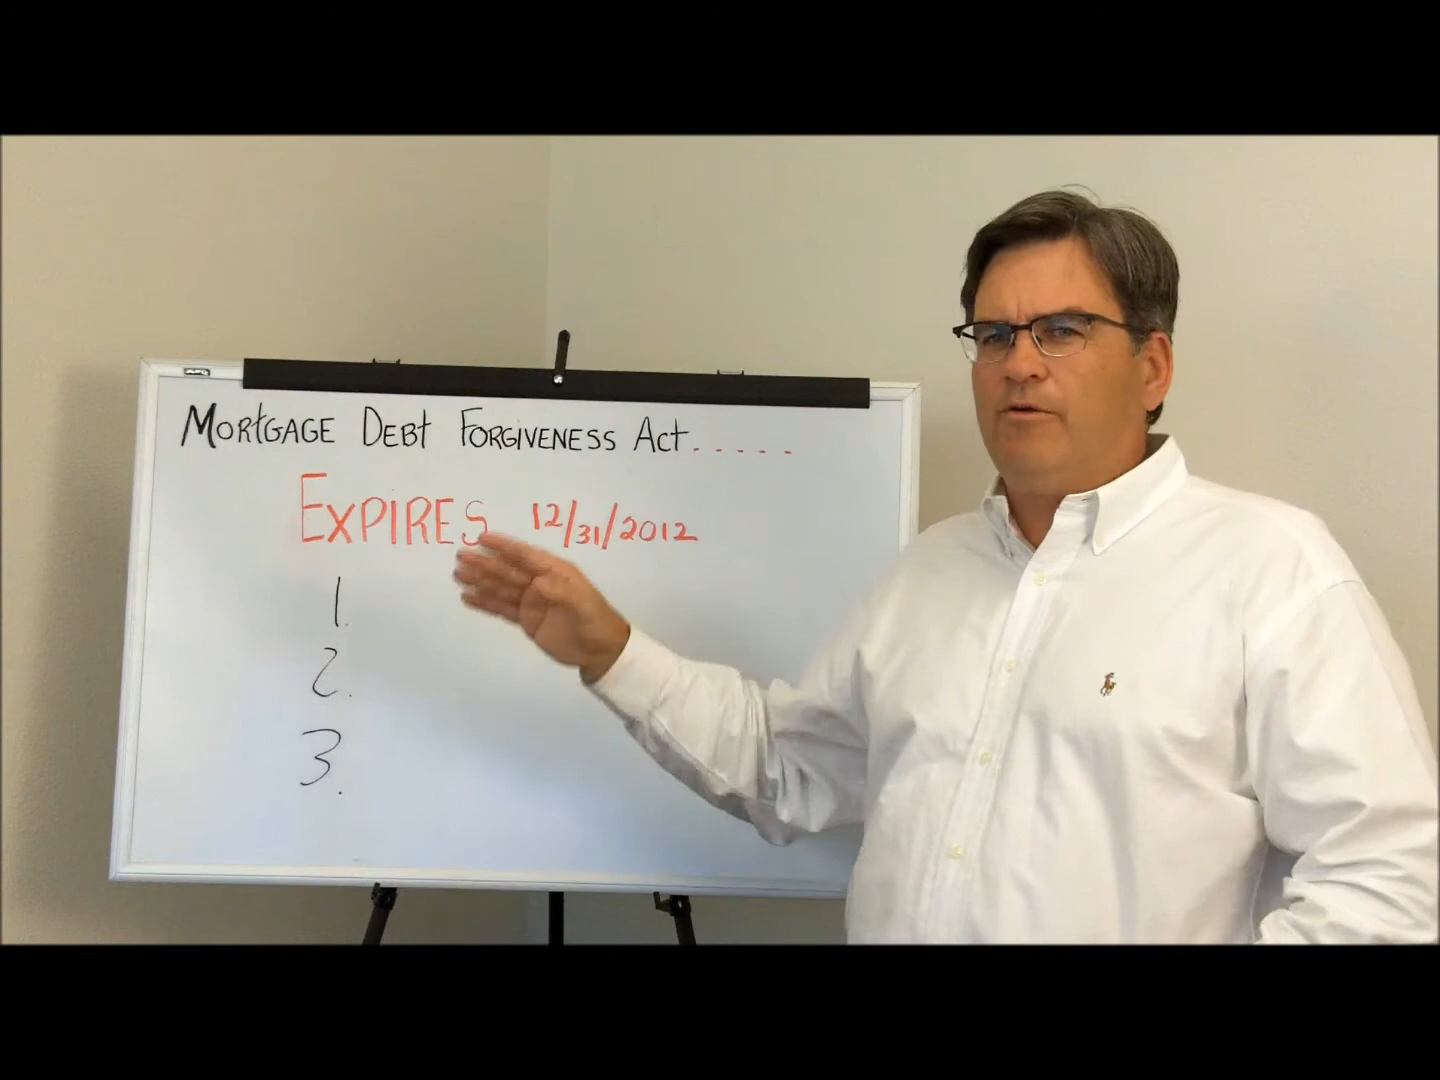 Mortgage Debt Forgiveness Act.....
Expires 12/31/2012
1.
2.
3.